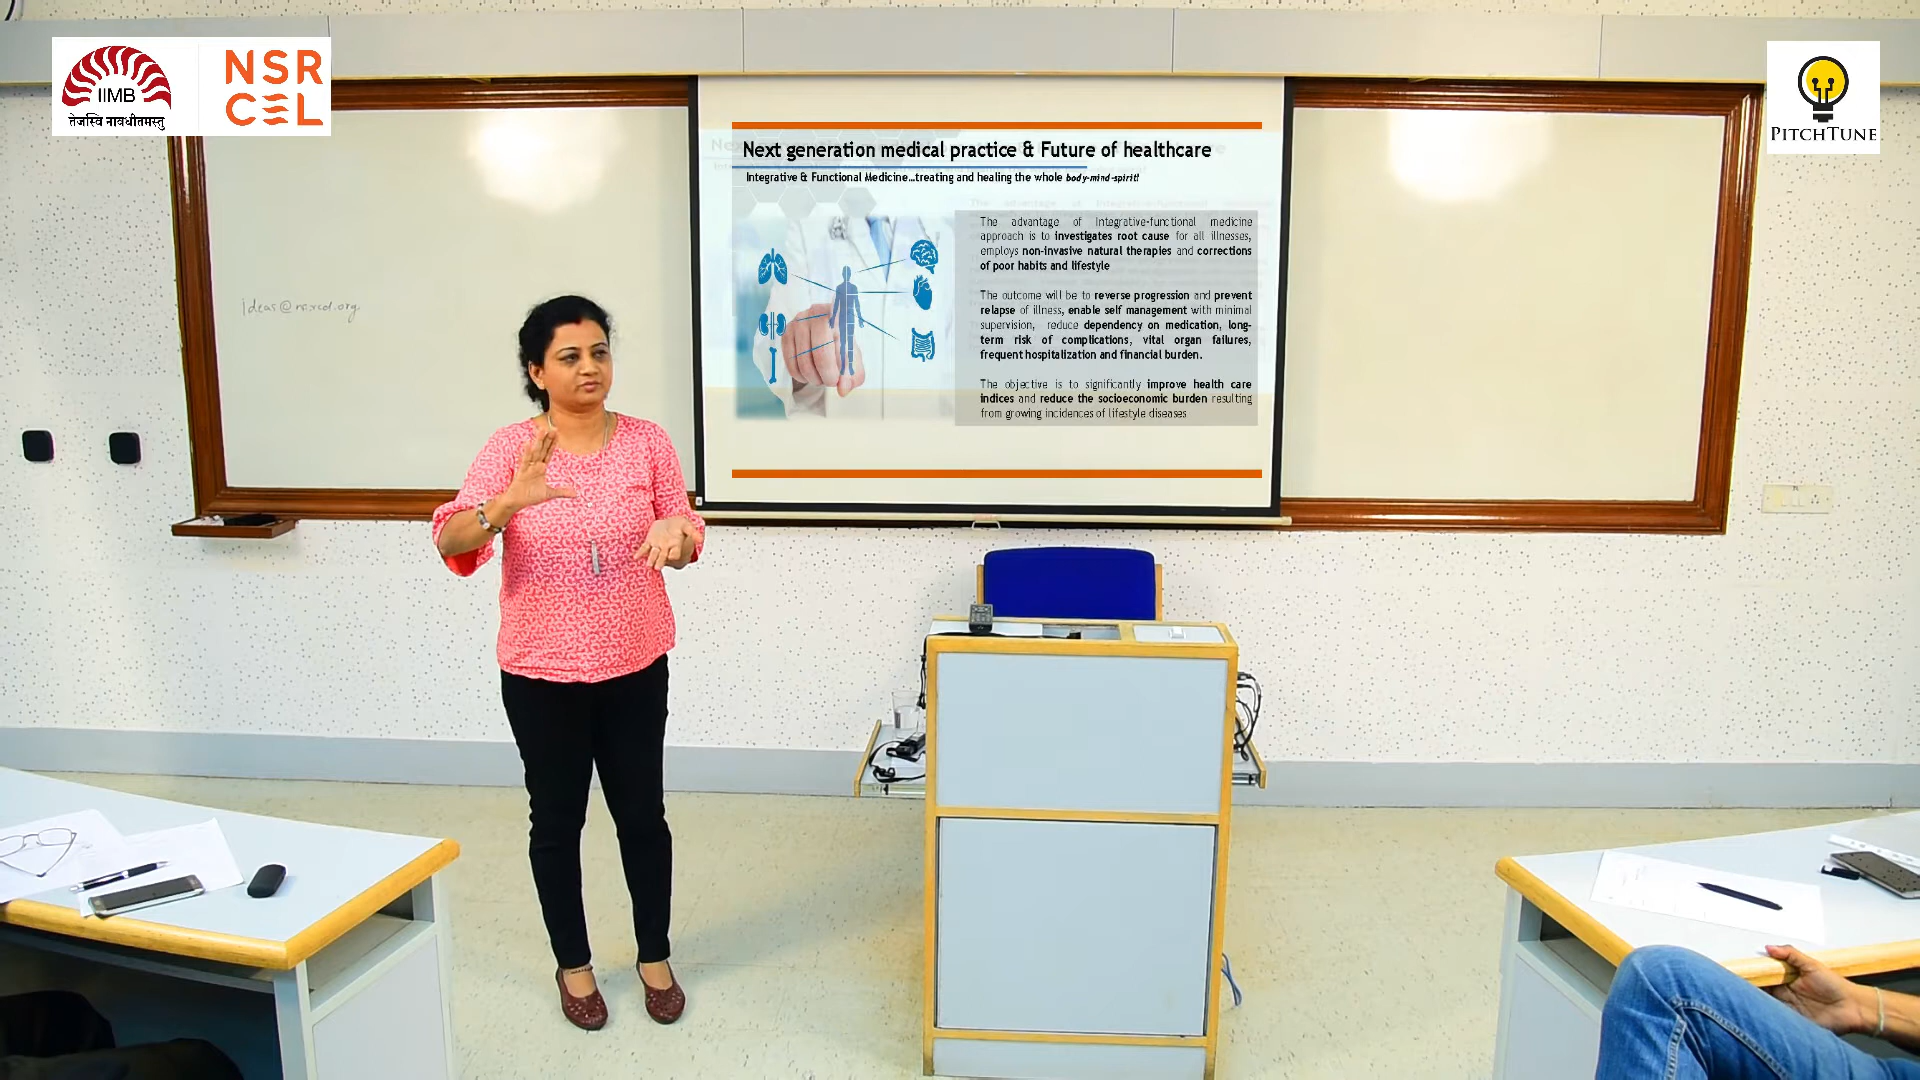 IIMB
तेजस्वि नावधीतमस्तु
NSR
CEL
PITCHTUNE
Next generation medical practice & Future of healthcare
Integrative & Functional Medicine...treating and healing the whole body-mind-spirit!
The advantage of Integrative-functional medicine
approach is to investigates root cause for all illnesses,
employs non-invasive natural therapies and corrections
of poor habits and lifestyle
The outcome will be to reverse progression and prevent
relapse of illness, enable self management with minimal
supervision, reduce dependency on medication, long-
term risk of complications, vital organ failures,
frequent hospitalization and financial burden.
The objective is to significantly improve health care
indices and reduce the socioeconomic burden resulting
from growing incidences of lifestyle diseases
ideas@nsrcel.org